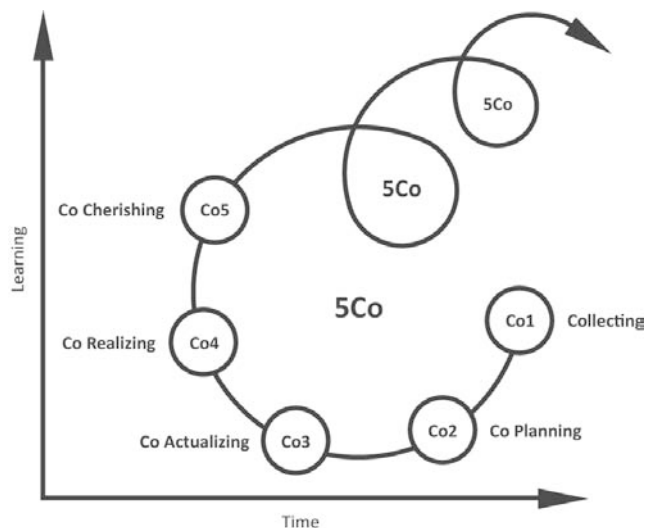 5Co
5Co
Co Cherishing
Co5
5Co
Co1
Collecting
Co Realizing
Co4
Co Actualizing
Co3
Co2
Co Planning
Learning
Time